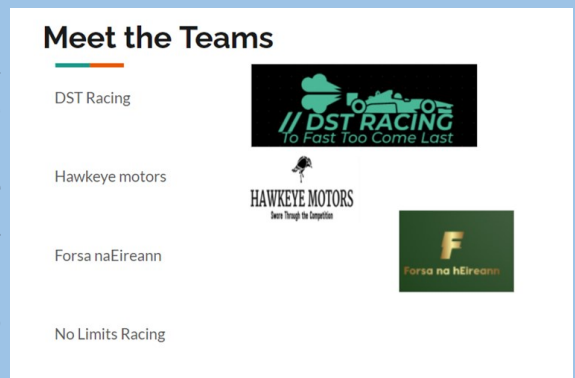 Meet the Teams
DST Racing
// DST RACING
To Fast Too Come Last
Hawkeye motors
HAWKEYE MOTORS
Swore Through the Competition
Forsa naEireann
F
Forsa na hEireann
No Limits Racing